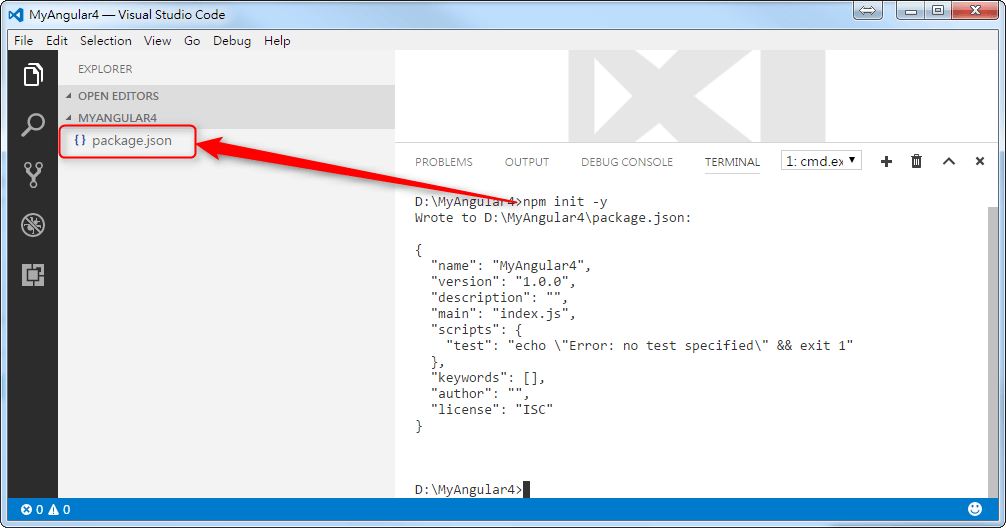 MyAngular4 — Visual Studio Code
File Edit Selection View Go Debug Help
EXPLORER
OPEN EDITORS
MYANGULAR4
{ } package.json
PROBLEMS OUTPUT DEBUG CONSOLE TERMINAL 1: cmd.ex
D:\MyAngular4>npm init -y
Wrote to D:\MyAngular4\package.json:
{
"name": "MyAngular4",
"version": "1.0.0",
"description": "",
"main": "index.js",
"scripts": {
"test": "echo \"Error: no test specified\" && exit 1"
},
"keywords": [],
"author": "",
"license": "ISC"
}
D:\MyAngular4>
0 0